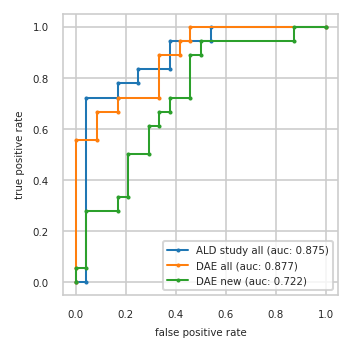 1.0
0.8
0.6
0.4
0.2
0.0
true positive rate
ALD study all (auc: 0.875)
DAE all (auc: 0.877)
DAE new (auc: 0.722)
0.0 0.2 0.4 0.6 0.8 1.0
false positive rate